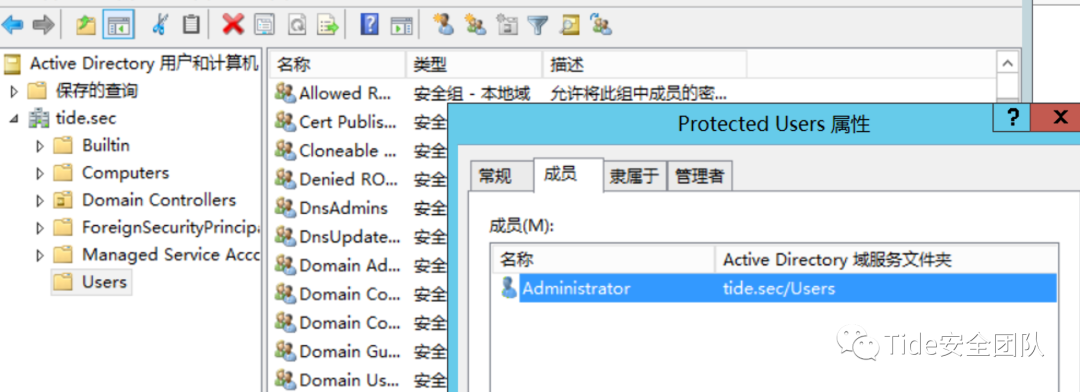 Active Directory 用户和计算机
保存的查询
tide.sec
Builtin
Computers
Domain Controllers
ForeignSecurityPrincipa
Managed Service Acco
Users
名称 类型 描述
Allowed R... 安全组 - 本地域 允许将此组中成员的密...
Cert Publis... 安全
Cloneable ... 安全
Denied RO... 安全
DnsAdmins 安全
DnsUpdate... 安全
Domain Ad... 安全
Domain Co... 安全
Domain Co... 安全
Domain Gu... 安全
Domain Us... 安全
Protected Users 属性
? X
常规 成员 隶属于 管理者
成员(M):
名称 Active Directory 域服务文件夹
Administrator tide.sec/Users
Tide安全团队